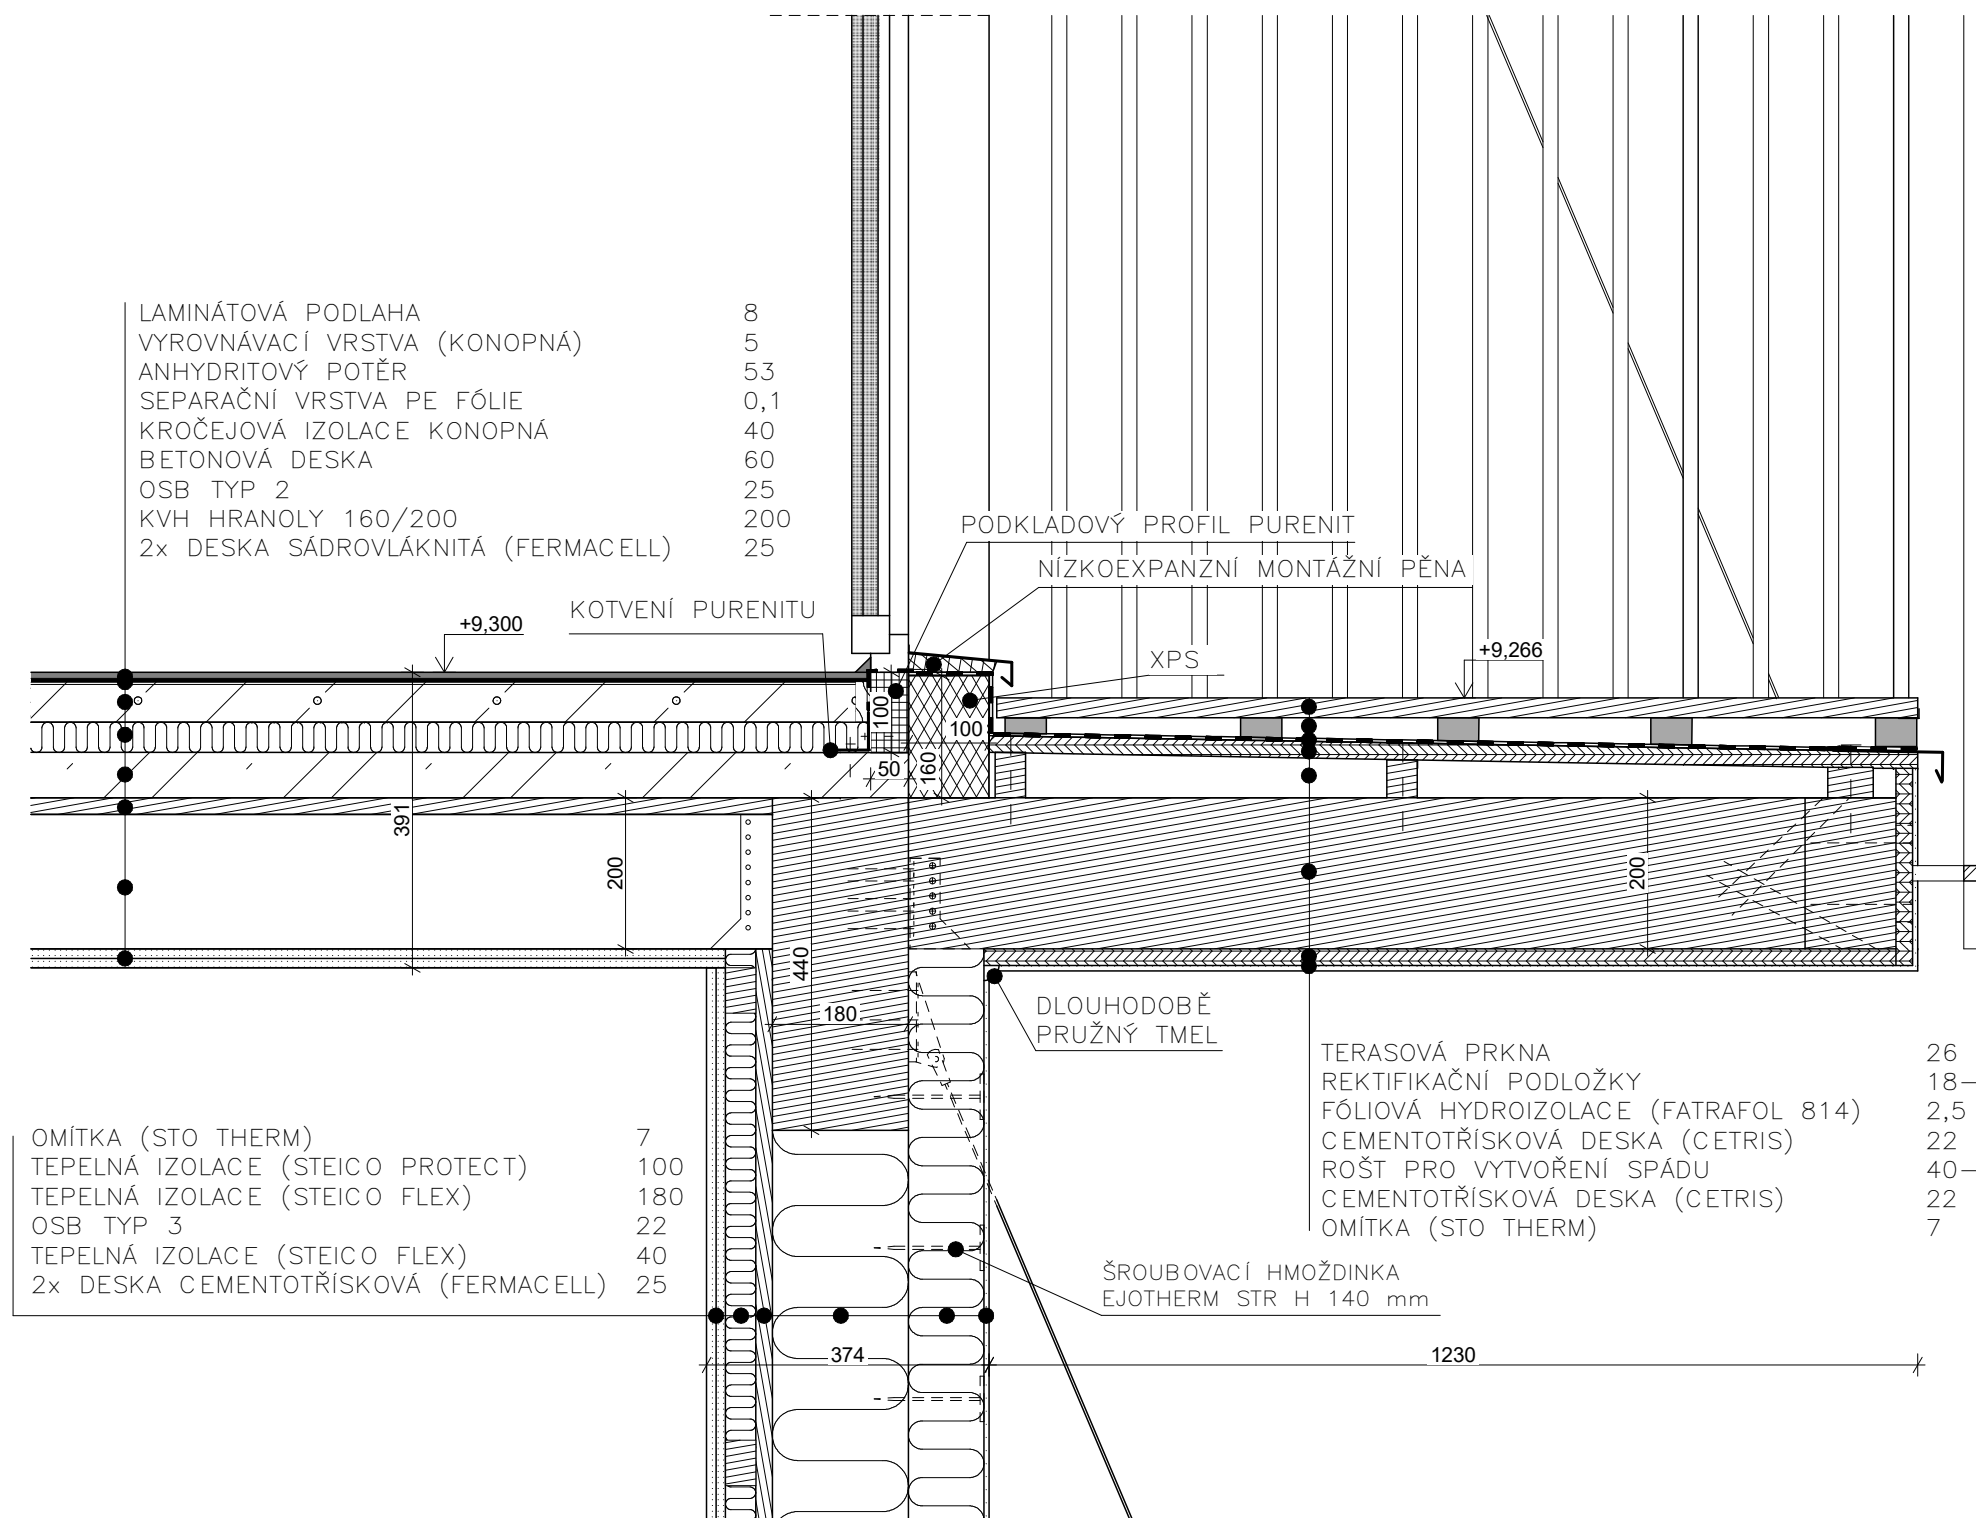 LAMINÁTOVÁ PODLAHA 8
VYROVNÁVACÍ VRSTVA (KONOPNÁ) 5
ANHYDRITOVÝ POTĚR 53
SEPARAČNÍ VRSTVA PE FÓLIE 0,1
KROČEJOVÁ IZOLACE KONOPNÁ 40
BETONOVÁ DESKA 60
OSB TYP 2 25
KVH HRANOLY 160/200 200
2x DESKA SÁDROVLÁKNITÁ (FERMACELL) 25
PODKLADOVÝ PROFIL PURENIT
NÍZKOEXPANZNÍ MONTÁŽNÍ PĚNA
KOTVENÍ PURENITU
+9,300
XPS
+9,266
100
100
50
160
391
200
200
440
180
DLOUHODOBĚ
PRUŽNÝ TMEL
TERASOVÁ PRKNA 26
REKTIFIKAČNÍ PODLOŽKY 18-
FÓLIOVÁ HYDROIZOLACE (FATRAFOL 814) 2,5
CEMENTOTŘÍSKOVÁ DESKA (CETRIS) 22
ROŠT PRO VYTVOŘENÍ SPÁDU 40-
CEMENTOTŘÍSKOVÁ DESKA (CETRIS) 22
OMÍTKA (STO THERM) 7
OMÍTKA (STO THERM) 7
TEPELNÁ IZOLACE (STEICO PROTECT) 100
TEPELNÁ IZOLACE (STEICO FLEX) 180
OSB TYP 3 22
TEPELNÁ IZOLACE (STEICO FLEX) 40
2x DESKA CEMENTOTŘÍSKOVÁ (FERMACELL) 25
ŠROUBOVACÍ HMOŽDINKA
EJOTHERM STR H 140 mm
374
1230